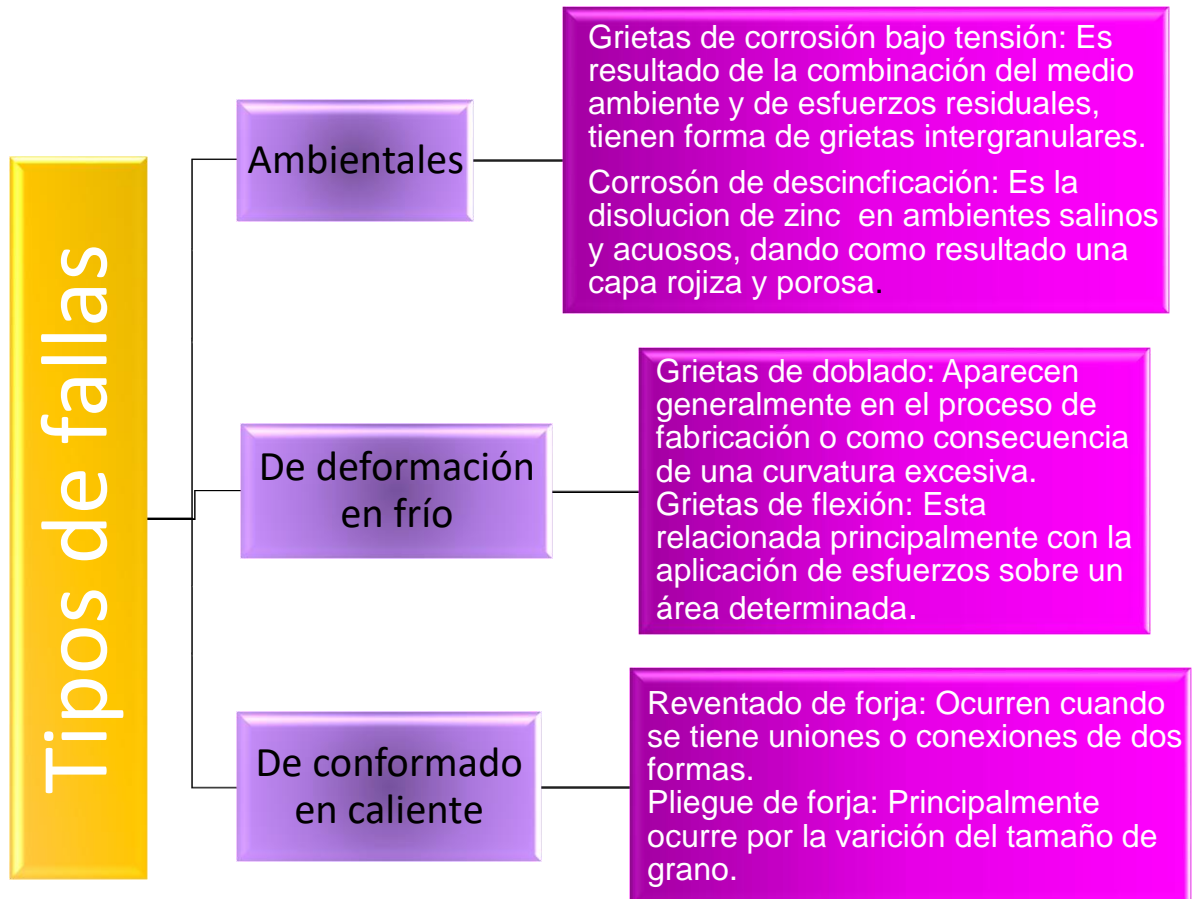 Tipos de fallas
Ambientales
Grietas de corrosión bajo tensión: Es
resultado de la combinación del medio
ambiente y de esfuerzos residuales,
tienen forma de grietas intergranulares.
Corrosón de descincficación: Es la
disolucion de zinc en ambientes salinos
y acuosos, dando como resultado una
capa rojiza y porosa.
De deformación
en frío
Grietas de doblado: Aparecen
generalmente en el proceso de
fabricación o como consecuencia
de una curvatura excesiva.
Grietas de flexión: Esta
relacionada principalmente con la
aplicación de esfuerzos sobre un
área determinada.
De conformado
en caliente
Reventado de forja: Ocurren cuando
se tiene uniones o conexiones de dos
formas.
Pliegue de forja: Principalmente
ocurre por la varición del tamaño de
grano.